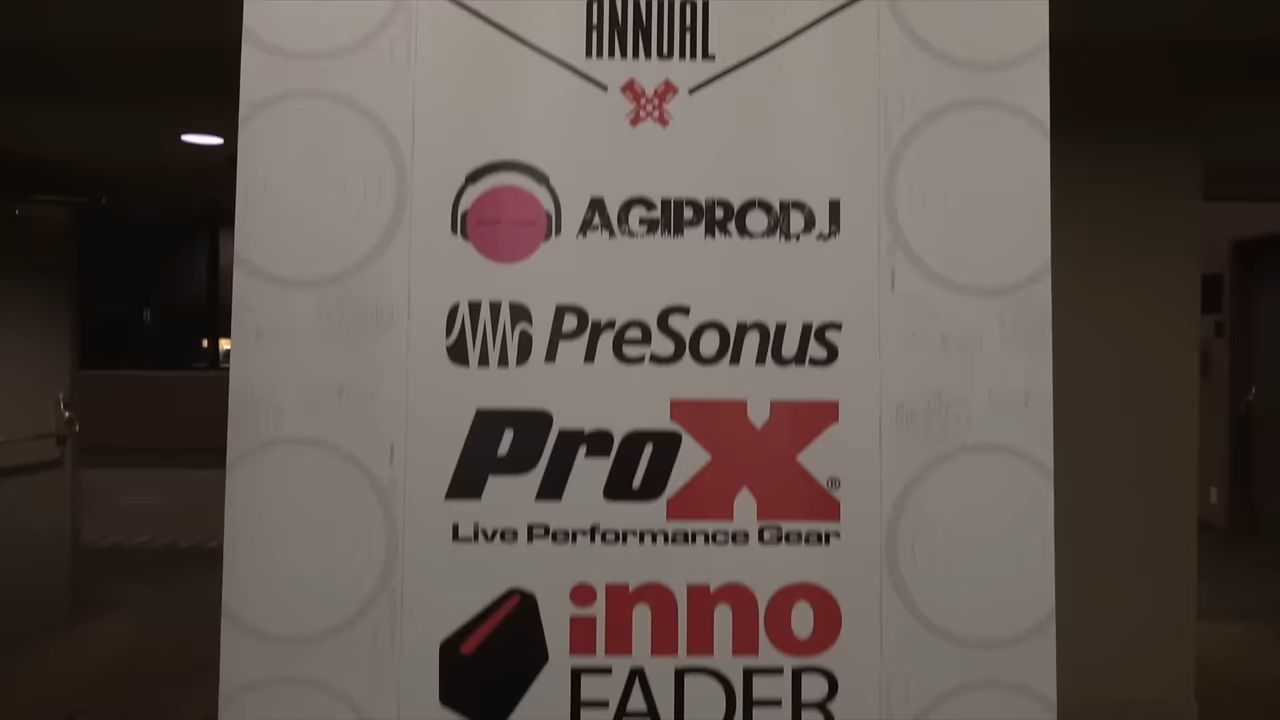 ANNUAL
AGIPRODJ
PreSonus
ProX®
Live Performance Gear
inno
FADER